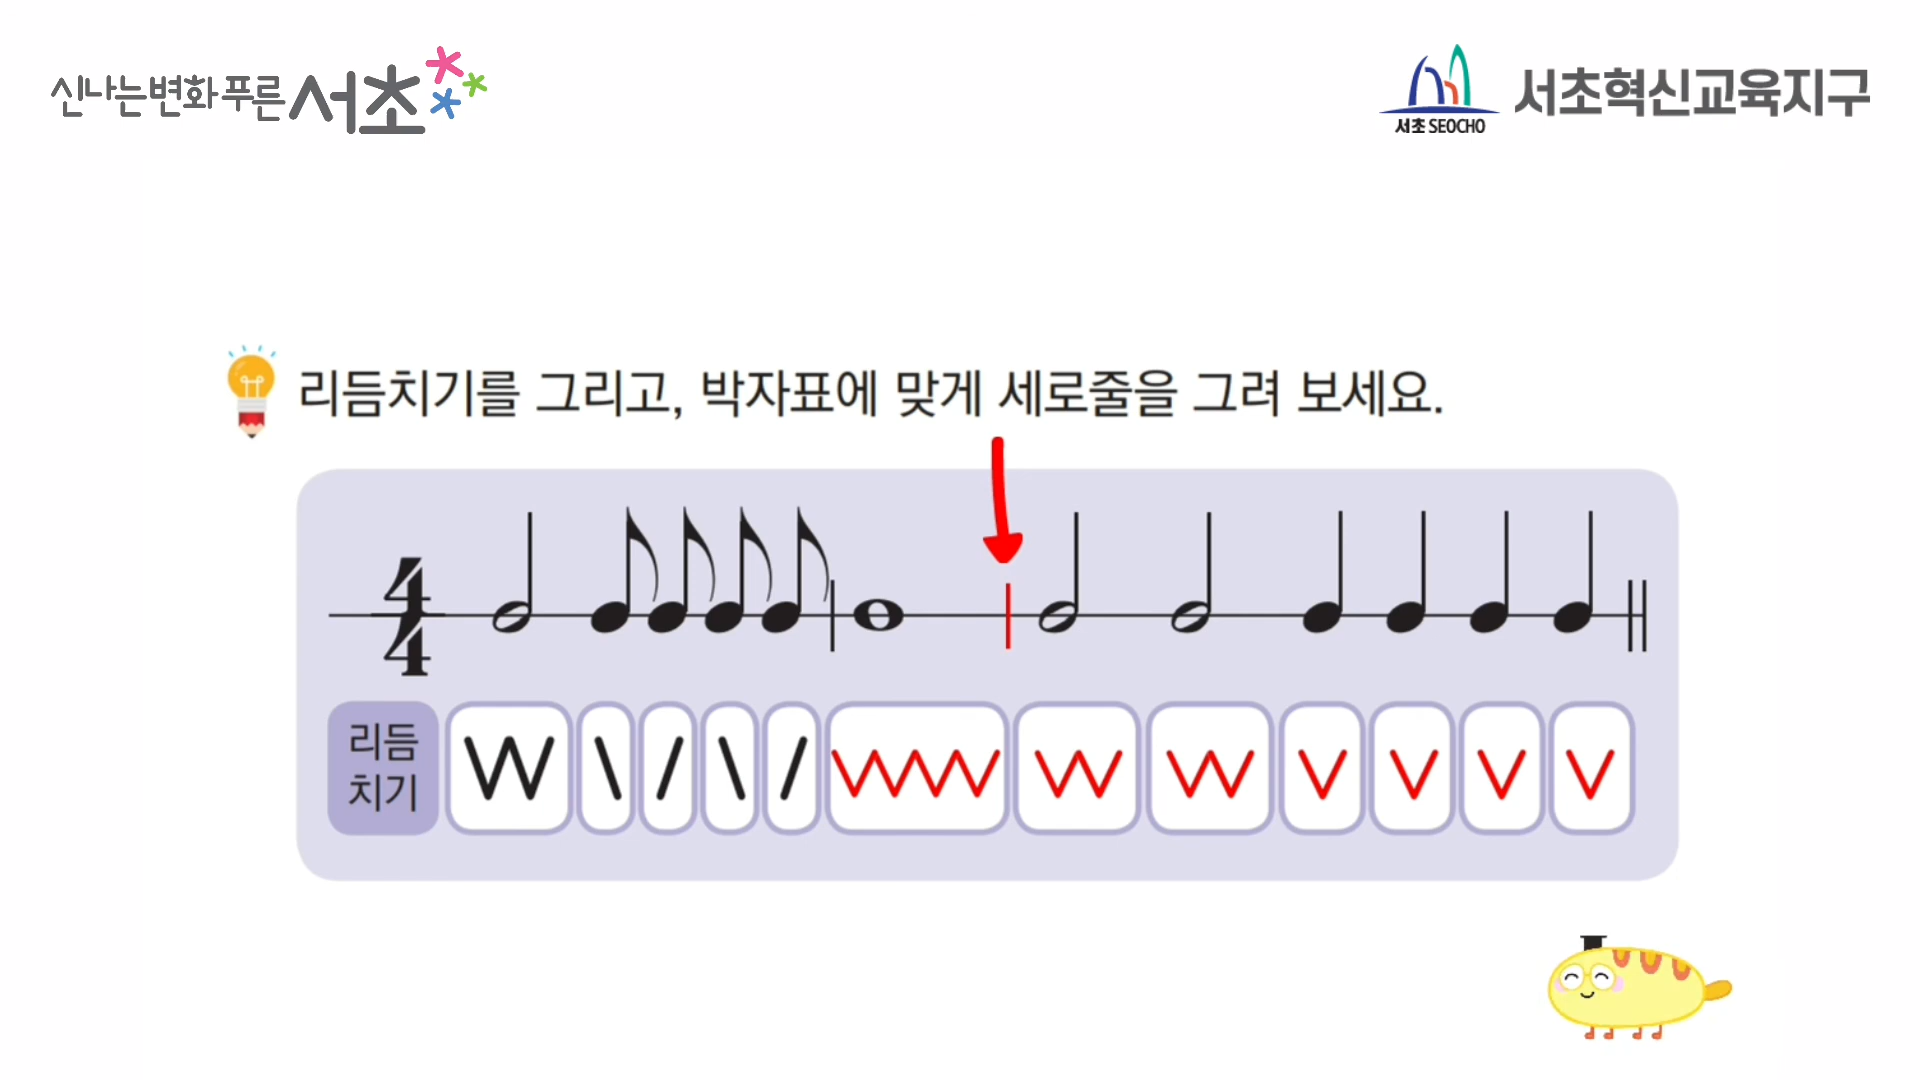 신나는변화 푸른 서초
서초 SEOCHO
서초혁신교육지구
리듬치기를 그리고, 박자표에 맞게 세로줄을 그려 보세요.
4
4
리듬
치기